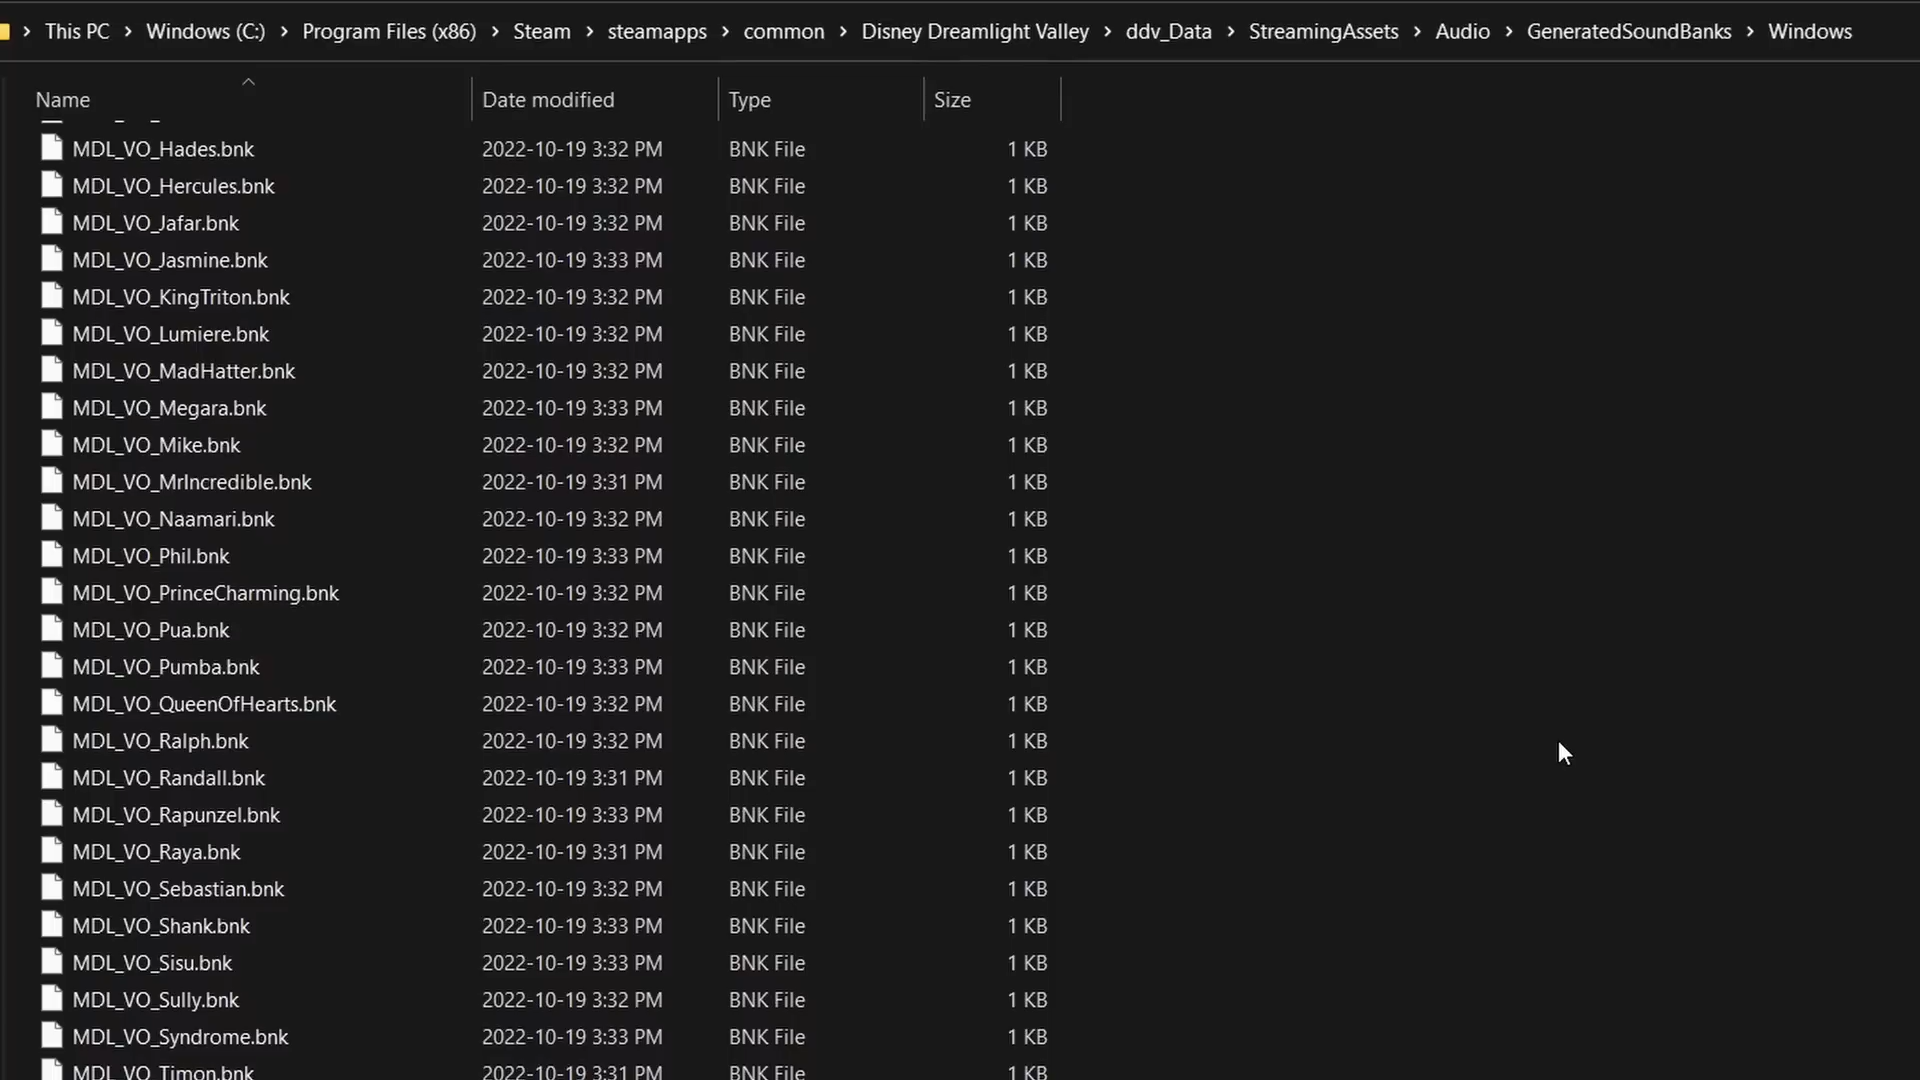 This PC > Windows (C:) > Program Files (x86) > Steam > steamapps > common > Disney Dreamlight Valley > ddv_Data > StreamingAssets > Audio > GeneratedSoundBanks > Windows
Name Date modified Type Size
MDL_VO_Hades.bnk 2022-10-19 3:32 PM BNK File 1 KB
MDL_VO_Hercules.bnk 2022-10-19 3:32 PM BNK File 1 KB
MDL_VO_Jafar.bnk 2022-10-19 3:32 PM BNK File 1 KB
MDL_VO_Jasmine.bnk 2022-10-19 3:33 PM BNK File 1 KB
MDL_VO_KingTriton.bnk 2022-10-19 3:32 PM BNK File 1 KB
MDL_VO_Lumiere.bnk 2022-10-19 3:32 PM BNK File 1 KB
MDL_VO_MadHatter.bnk 2022-10-19 3:32 PM BNK File 1 KB
MDL_VO_Megara.bnk 2022-10-19 3:33 PM BNK File 1 KB
MDL_VO_Mike.bnk 2022-10-19 3:32 PM BNK File 1 KB
MDL_VO_MrIncredible.bnk 2022-10-19 3:31 PM BNK File 1 KB
MDL_VO_Naamari.bnk 2022-10-19 3:32 PM BNK File 1 KB
MDL_VO_Phil.bnk 2022-10-19 3:33 PM BNK File 1 KB
MDL_VO_PrinceCharming.bnk 2022-10-19 3:32 PM BNK File 1 KB
MDL_VO_Pua.bnk 2022-10-19 3:32 PM BNK File 1 KB
MDL_VO_Pumba.bnk 2022-10-19 3:33 PM BNK File 1 KB
MDL_VO_QueenOfHearts.bnk 2022-10-19 3:32 PM BNK File 1 KB
MDL_VO_Ralph.bnk 2022-10-19 3:32 PM BNK File 1 KB
MDL_VO_Randall.bnk 2022-10-19 3:31 PM BNK File 1 KB
MDL_VO_Rapunzel.bnk 2022-10-19 3:33 PM BNK File 1 KB
MDL_VO_Raya.bnk 2022-10-19 3:31 PM BNK File 1 KB
MDL_VO_Sebastian.bnk 2022-10-19 3:32 PM BNK File 1 KB
MDL_VO_Shank.bnk 2022-10-19 3:33 PM BNK File 1 KB
MDL_VO_Sisu.bnk 2022-10-19 3:33 PM BNK File 1 KB
MDL_VO_Sully.bnk 2022-10-19 3:32 PM BNK File 1 KB
MDL_VO_Syndrome.bnk 2022-10-19 3:33 PM BNK File 1 KB
MDL_VO_Timon.bnk 2022-10-19 3:31 PM BNK File 1 KB